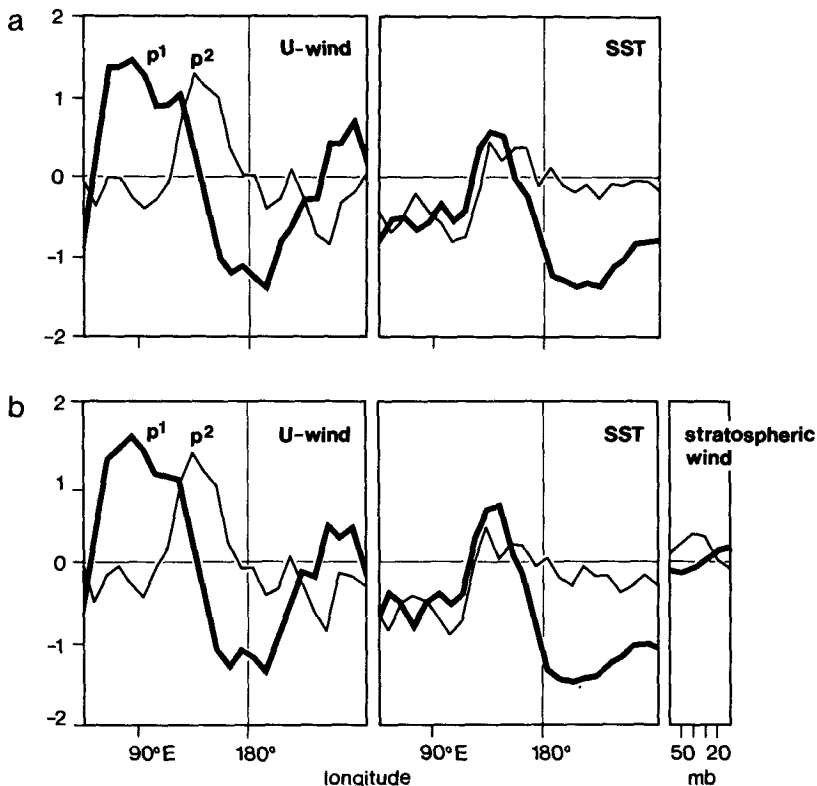 a
2
1
0
-1
-2
p1 p2 U-wind
SST
b
2
1
0
-1
-2
p1 p2 U-wind
SST
stratospheric
wind
90°E 180°
90°E 180°
50 20
longitude
mb